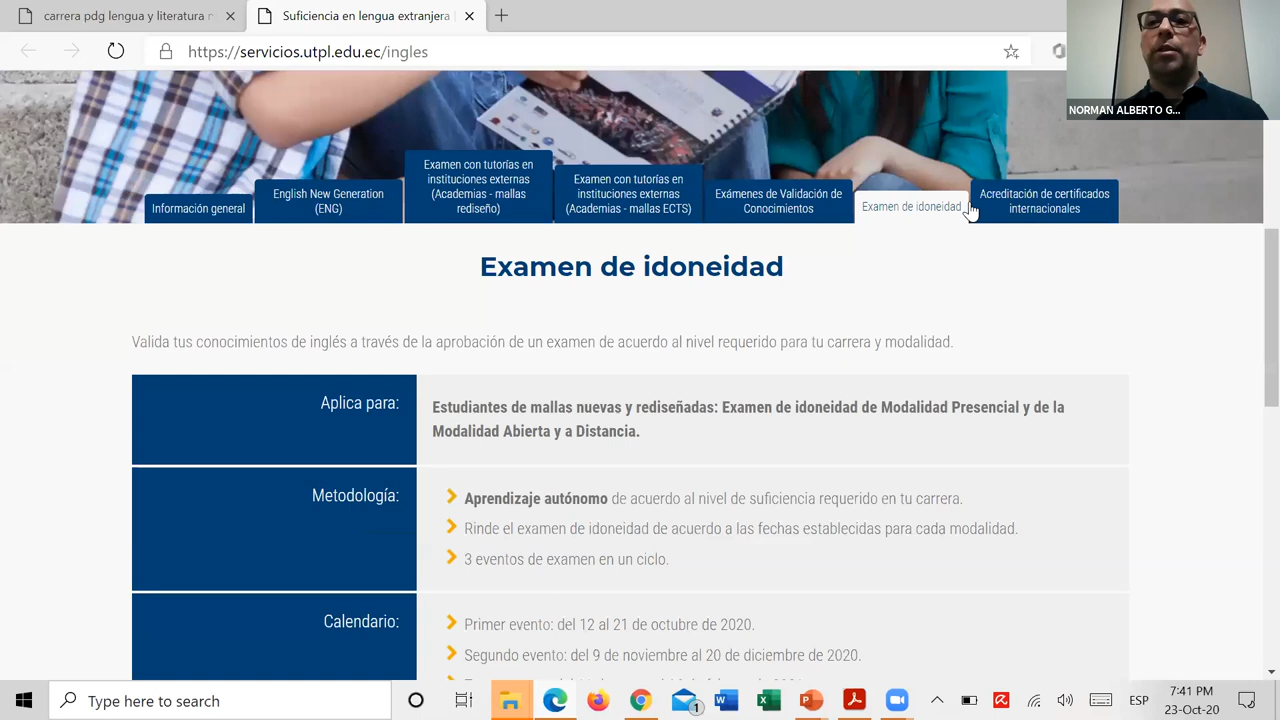 carrera pdg lengua y literatura
Suficiencia en lengua extranjera
https://servicios.utpl.edu.ec/ingles
NORMAN ALBERTO G...
Información general
English New Generation
(ENG)
Examen con tutorías en
instituciones externas
(Academias - mallas
rediseño)
Examen con tutorías en
instituciones externas
(Academias - mallas ECTS)
Exámenes de Validación de
Conocimientos
Examen de idoneidad
Acreditación de certificados
internacionales
Examen de idoneidad
Valida tus conocimientos de inglés a través de la aprobación de un examen de acuerdo al nivel requerido para tu carrera y modalidad.
Aplica para:
Estudiantes de mallas nuevas y rediseñadas: Examen de idoneidad de Modalidad Presencial y de la
Modalidad Abierta y a Distancia.
Metodología:
Aprendizaje autónomo de acuerdo al nivel de suficiencia requerido en tu carrera.
Rinde el examen de idoneidad de acuerdo a las fechas establecidas para cada modalidad.
3 eventos de examen en un ciclo.
Calendario:
Primer evento: del 12 al 21 de octubre de 2020.
Segundo evento: del 9 de noviembre al 20 de diciembre de 2020.
Type here to search
1
ESP
7:41 PM
23-Oct-20